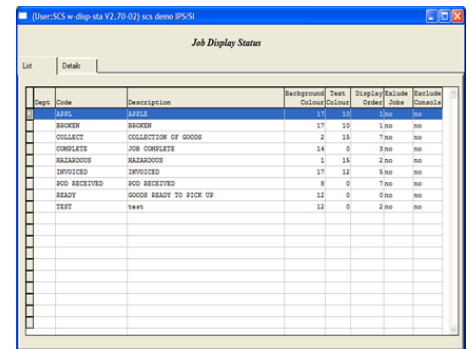 (User:SCS w-disp-sta V2.70-02) scs demo IPS/SI
Job Display Status
List Details
Background Text Display Exlude Exclude
Dept Code Description Colour Colour Order Jobs Consols
APPL APPLE 17 10 1 no no
BROKEN BROKEN 17 10 1 no no
COLLECT COLLECTION OF GOODS 2 15 7 no no
COMPLETE JOB COMPLETE 14 0 3 no no
HAZARDOUS HAZARDOUS 1 15 2 no no
INVOICED INVOICED 17 12 5 no no
POD RECEIVED POD RECEIVED 8 0 7 no no
READY GOODS READY TO PICK UP 12 0 0 no no
TEST test 12 0 2 no no